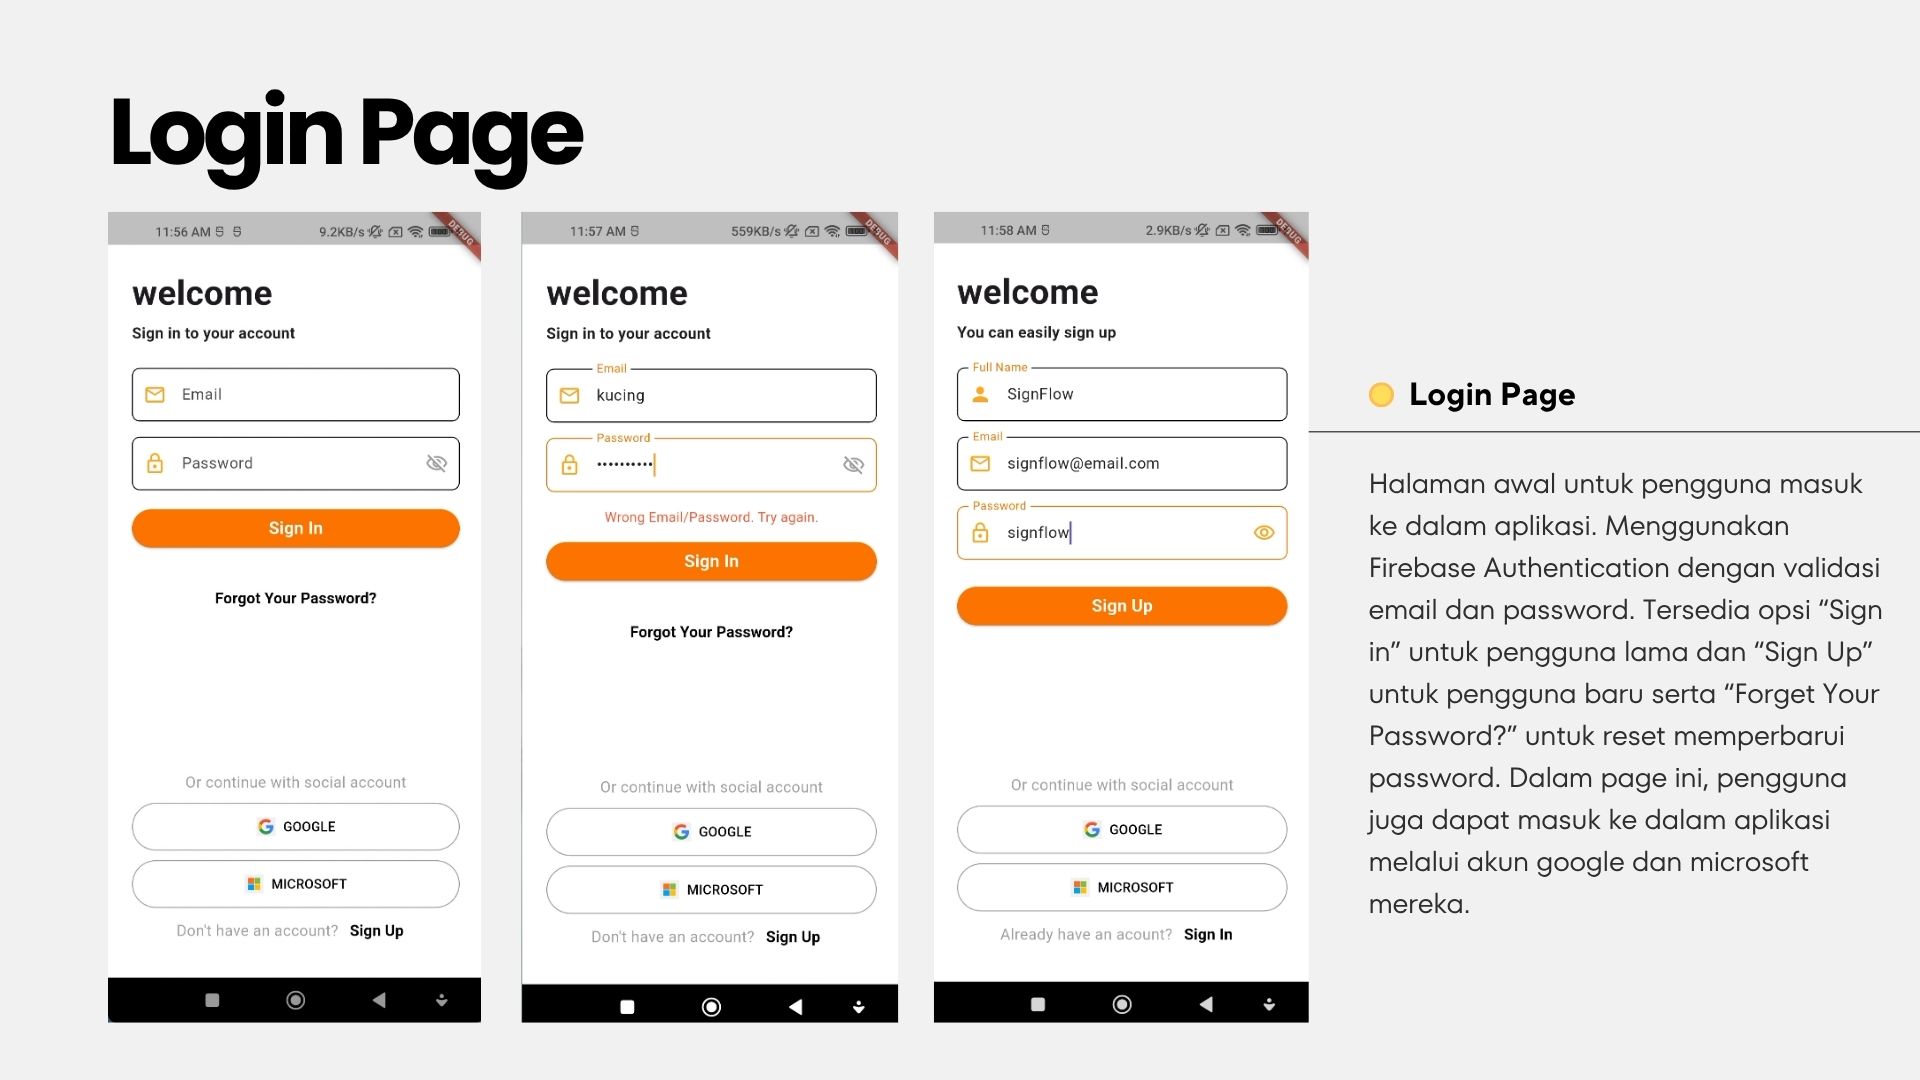 Login Page
11:56 AM
9.2KB/s
DEBUG
welcome
Sign in to your account
Email
Password
Sign In
Forgot Your Password?
Or continue with social account
GOOGLE
MICROSOFT
Don't have an account? Sign Up
11:57 AM
559KB/s
DEBUG
welcome
Sign in to your account
Email
kucing
Password
••••••••••
Wrong Email/Password. Try again.
Sign In
Forgot Your Password?
Or continue with social account
GOOGLE
MICROSOFT
Don't have an account? Sign Up
11:58 AM
2.9KB/s
DEBUG
welcome
You can easily sign up
Full Name
SignFlow
Email
signflow@email.com
Password
signflow
Sign Up
Or continue with social account
GOOGLE
MICROSOFT
Already have an acount? Sign In
Login Page
Halaman awal untuk pengguna masuk
ke dalam aplikasi. Menggunakan
Firebase Authentication dengan validasi
email dan password. Tersedia opsi “Sign
in” untuk pengguna lama dan “Sign Up”
untuk pengguna baru serta “Forget Your
Password?” untuk reset memperbarui
password. Dalam page ini, pengguna
juga dapat masuk ke dalam aplikasi
melalui akun google dan microsoft
mereka.